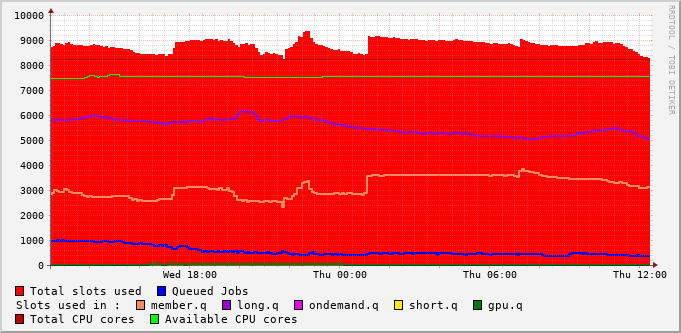 10000
9000
8000
7000
6000
5000
4000
3000
2000
1000
0
Wed 18:00 Thu 00:00 Thu 06:00 Thu 12:00
Total slots used Queued Jobs
Slots used in : member.q long.q ondemand.q short.q gpu.q
Total CPU cores Available CPU cores
RRDTOOL / TOBI OETIKER